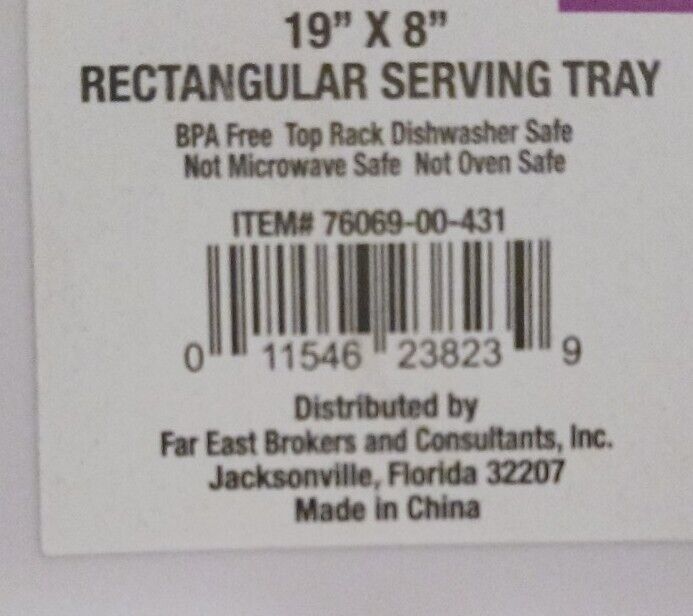 19” X 8”
RECTANGULAR SERVING TRAY
BPA Free Top Rack Dishwasher Safe
Not Microwave Safe Not Oven Safe
ITEM# 76069-00-431
0 11546 23823 9
Distributed by
Far East Brokers and Consultants, Inc.
Jacksonville, Florida 32207
Made in China